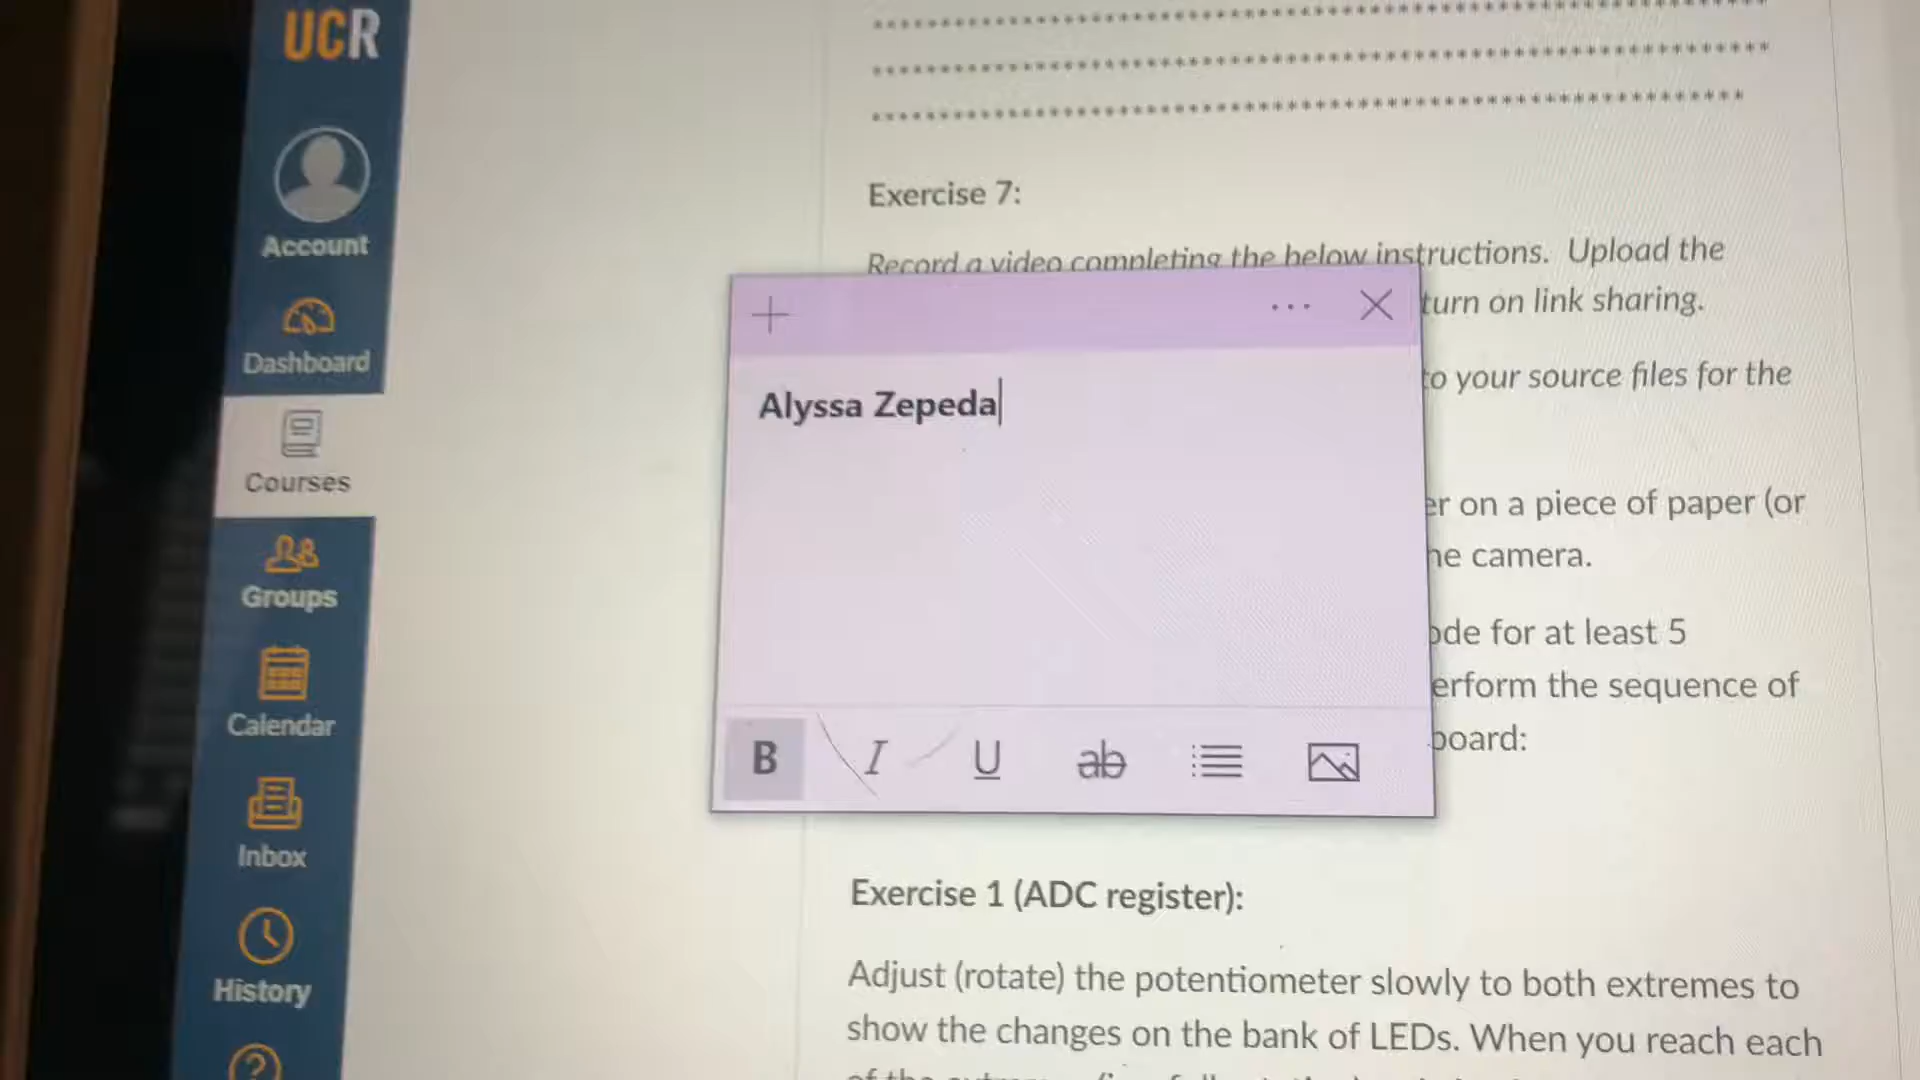 UCR
Account
Dashboard
Courses
Groups
Calendar
Inbox
History
********************************************************************
********************************************************************
******************************************************************
Exercise 7:
Record a video completing the below instructions. Upload the
turn on link sharing.
to your source files for the
er on a piece of paper (or
he camera.
ode for at least 5
erform the sequence of
board:
Alyssa Zepeda
B I U ab
Exercise 1 (ADC register):
Adjust (rotate) the potentiometer slowly to both extremes to
show the changes on the bank of LEDs. When you reach each